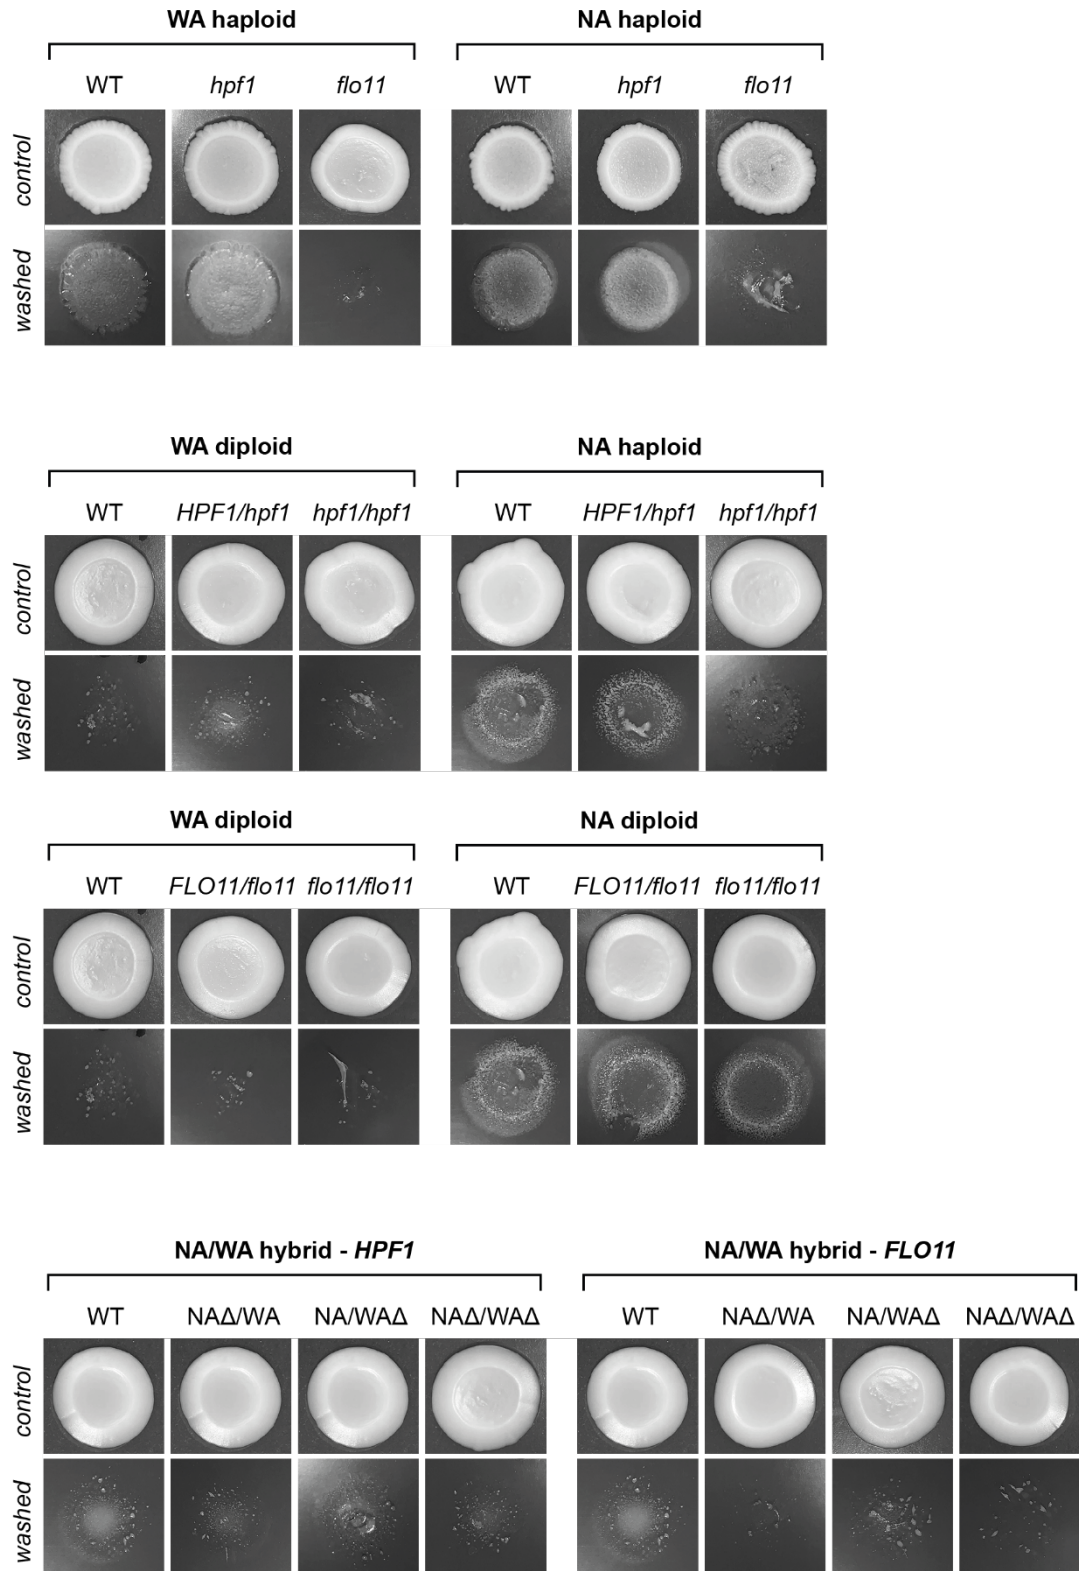 WA haploid NA haploid
WT hpf1 flo11 WT hpf1 flo11
control
washed
WA diploid NA haploid
WT HPF1/hpf1 hpf1/hpf1 WT HPF1/hpf1 hpf1/hpf1
control
washed
WA diploid NA diploid
WT FLO11/flo11 flo11/flo11 WT FLO11/flo11 flo11/flo11
control
washed
NA/WA hybrid - HPF1 NA/WA hybrid - FLO11
WT NAΔ/WA NA/WAΔ NAΔ/WAΔ WT NAΔ/WA NA/WAΔ NAΔ/WAΔ
control
washed